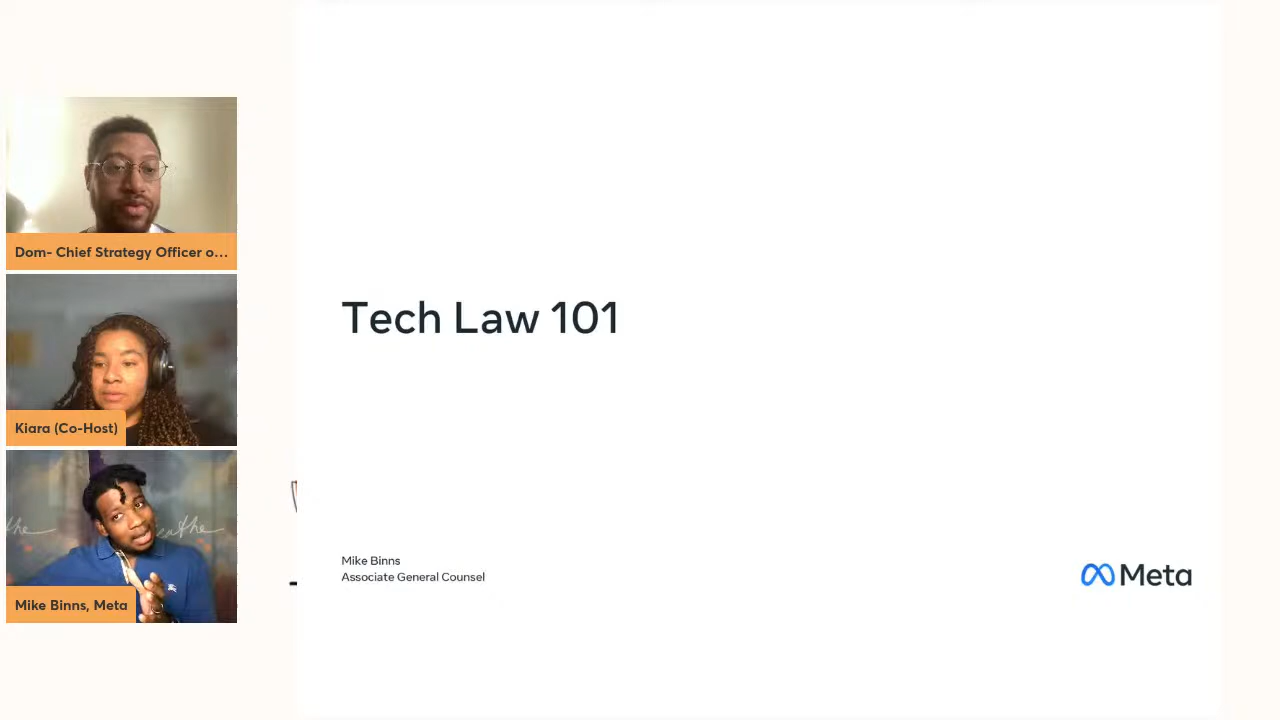 Dom- Chief Strategy Officer o...
Kiara (Co-Host)
Mike Binns, Meta
Tech Law 101
Mike Binns
Associate General Counsel
Meta